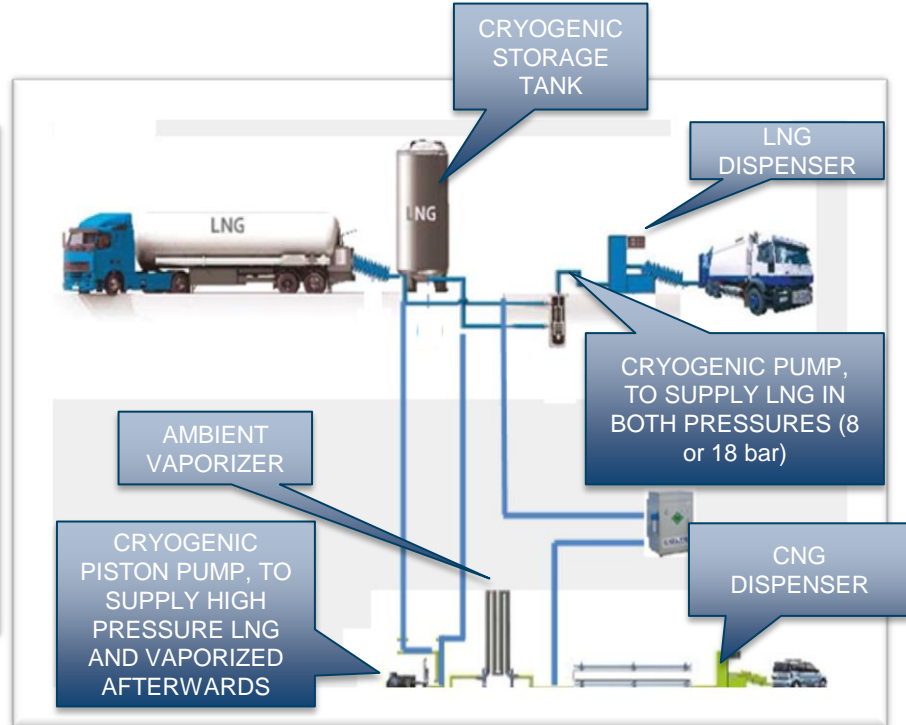 CRYOGENIC
STORAGE
TANK
LNG
DISPENSER
LNG
LNG
CRYOGENIC PUMP,
TO SUPPLY LNG IN
BOTH PRESSURES (8
or 18 bar)
AMBIENT
VAPORIZER
CRYOGENIC
PISTON PUMP, TO
SUPPLY HIGH
PRESSURE LNG
AND VAPORIZED
AFTERWARDS
CNG
DISPENSER